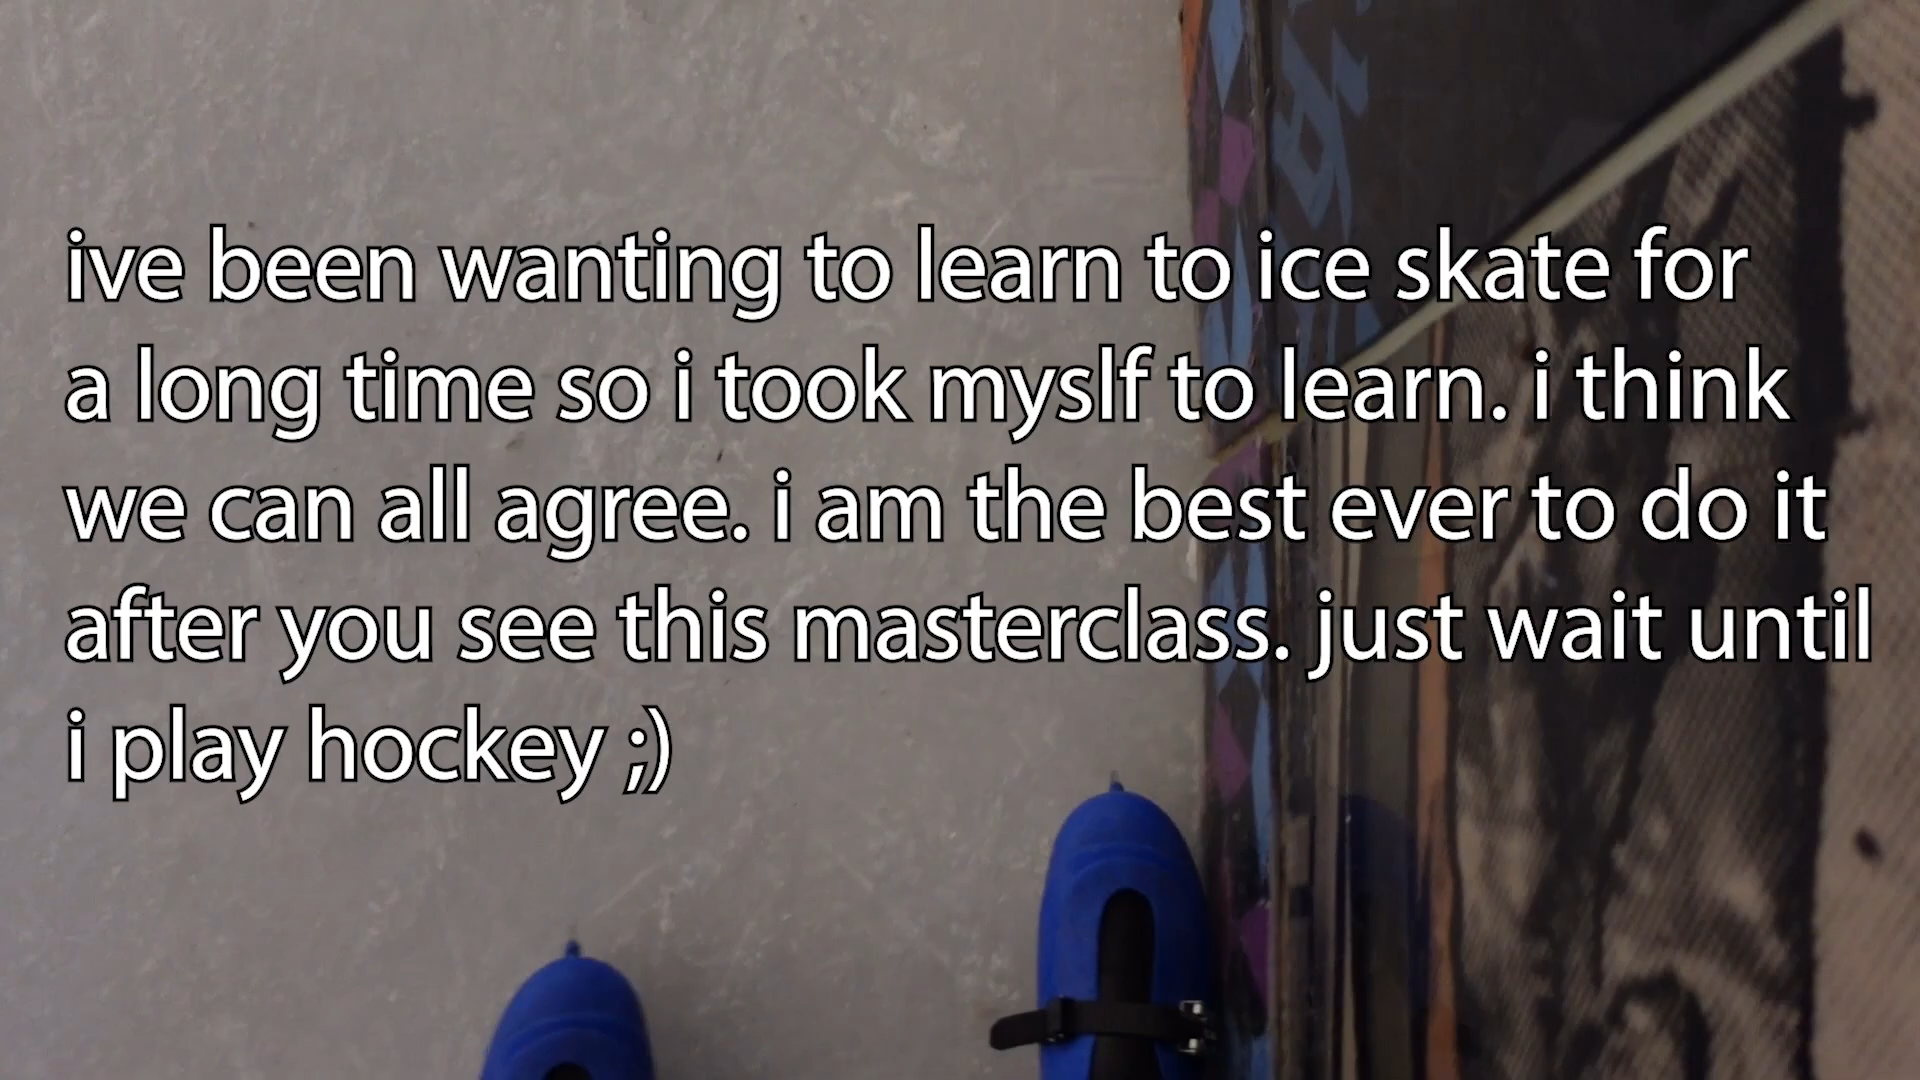 ive been wanting to learn to ice skate for
a long time so i took myslf to learn. i think
we can all agree. i am the best ever to do it
after you see this masterclass. just wait until
i play hockey ;)